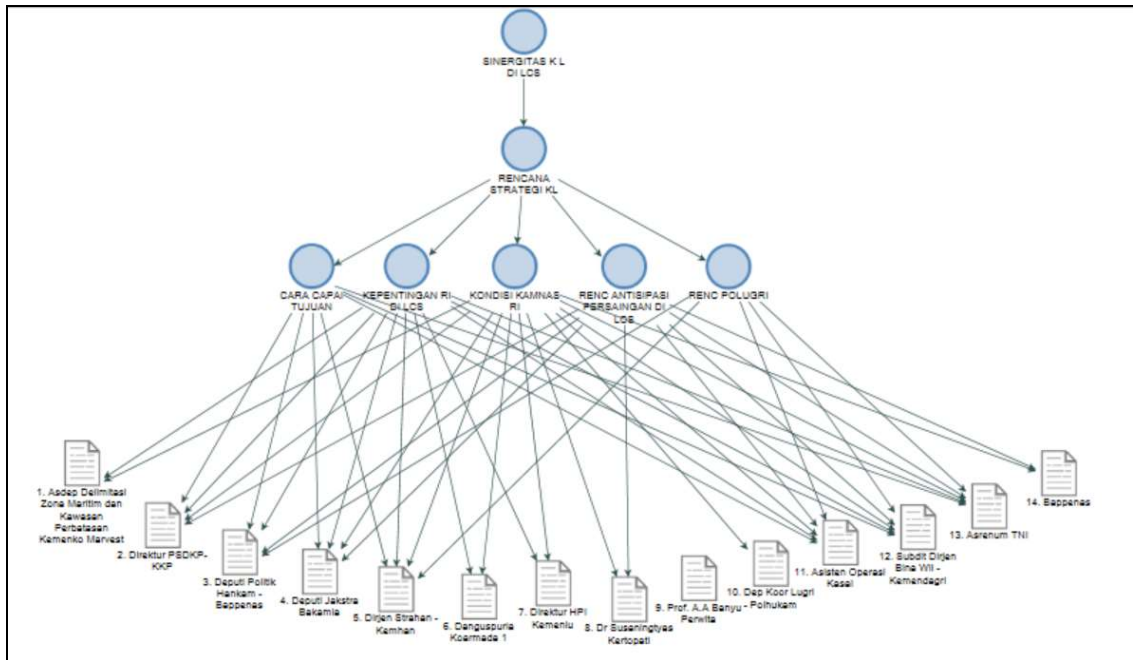 SINERGITAS K L
DI LCS
RENCANA
STRATEGI KL
CARA CAPAI
TUJUAN
KEPENTINGAN RI
DI LCS
KONDISI KAMNAS
RI
RENC ANTISIPASI
PERSAINGAN DI
LCS
RENC POLUGRI
1. Asdep Delimitasi
Zona Maritim dan
Kawasan
Perbatasan
Kemenko Marvest
2. Direktur PSDKP-
KKP
3. Deputi Politik
Hankam -
Bappenas
4. Deputi Jakstra
Bakamla
5. Dirjen Strahan -
Kemhan
6. Danguspurla
Koarmada 1
7. Direktur HPI
Kemenlu
8. Dr Susaningtyas
Kertopati
9. Prof. A.A Banyu
Perwita
10. Dep Koor Lugri
- Polhukam
11. Asisten Operasi
Kasal
12. Subdit Dirjen
Bina Wil -
Kemendagri
13. Asrenum TNI
14. Bappenas